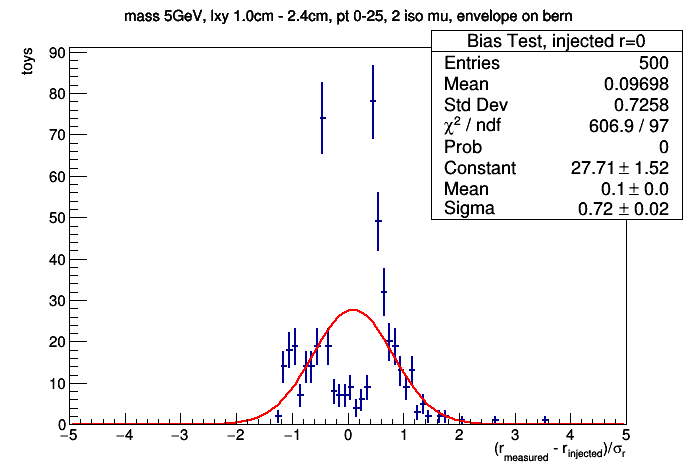 mass 5GeV, lxy 1.0cm - 2.4cm, pt 0-25, 2 iso mu, envelope on bern
Bias Test, injected r=0
Entries 500
Mean 0.09698
Std Dev 0.7258
χ² / ndf 606.9 / 97
Prob 0
Constant 27.71 ± 1.52
Mean 0.1 ± 0.0
Sigma 0.72 ± 0.02
toys
90
80
70
60
50
40
30
20
10
0
−5 −4 −3 −2 −1 0 1 2 3 4 5
(r_measured - r_injected)/σ_r